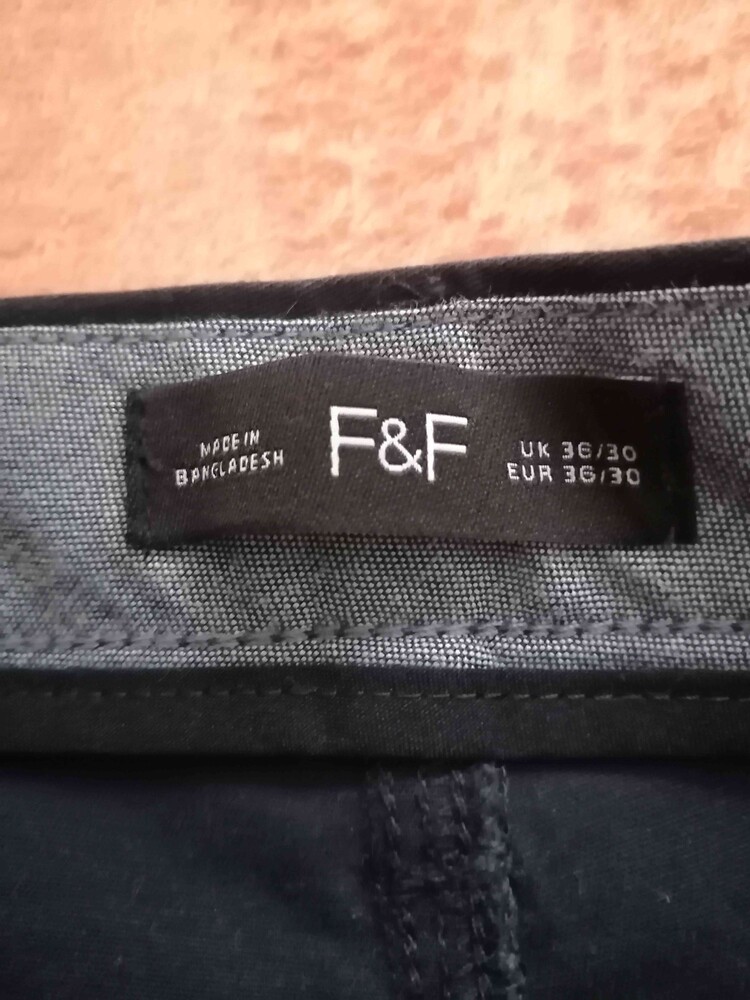 MADE IN
BANGLADESH
F&F
UK 36/30
EUR 36/30